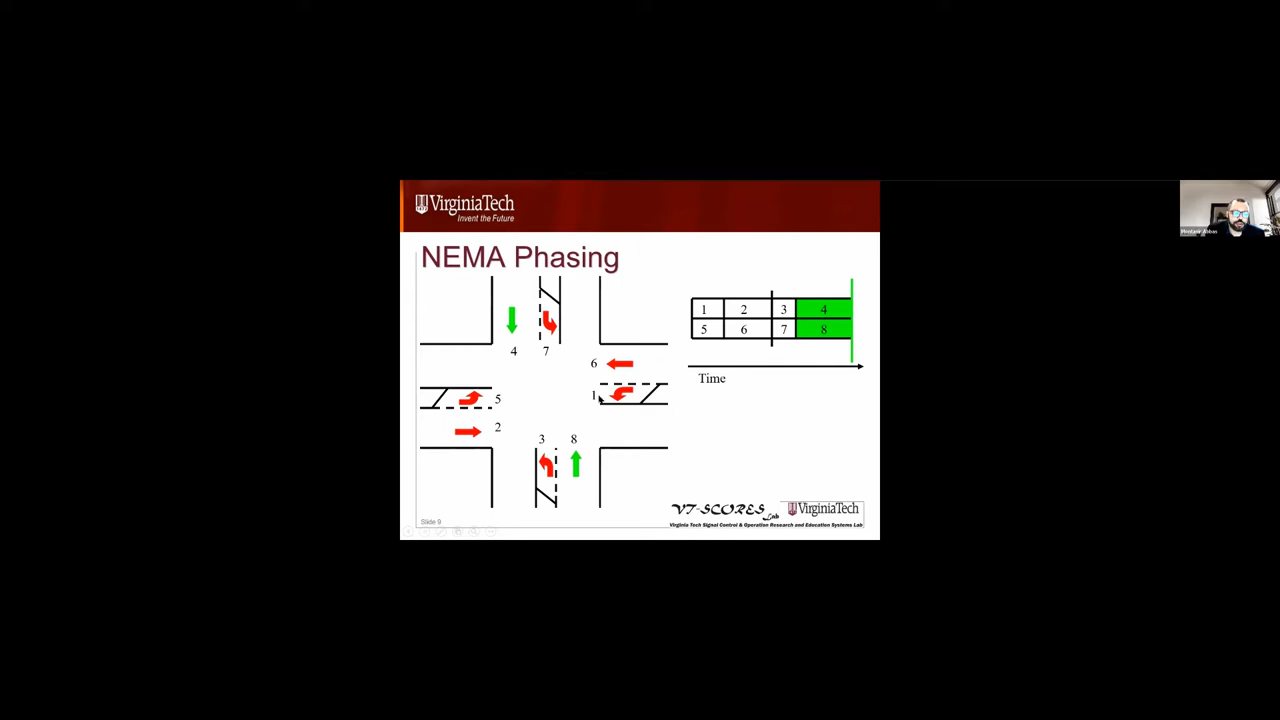 VirginiaTech
Invent the Future
NEMA Phasing
4 7
6
1
5
2
3 8
1 2 3 4
5 6 7 8
Time
VT-SCORES Lab
VirginiaTech
Virginia Tech Signal Control & Operation Research and Education Systems Lab
Slide 9
Montasir Abbas